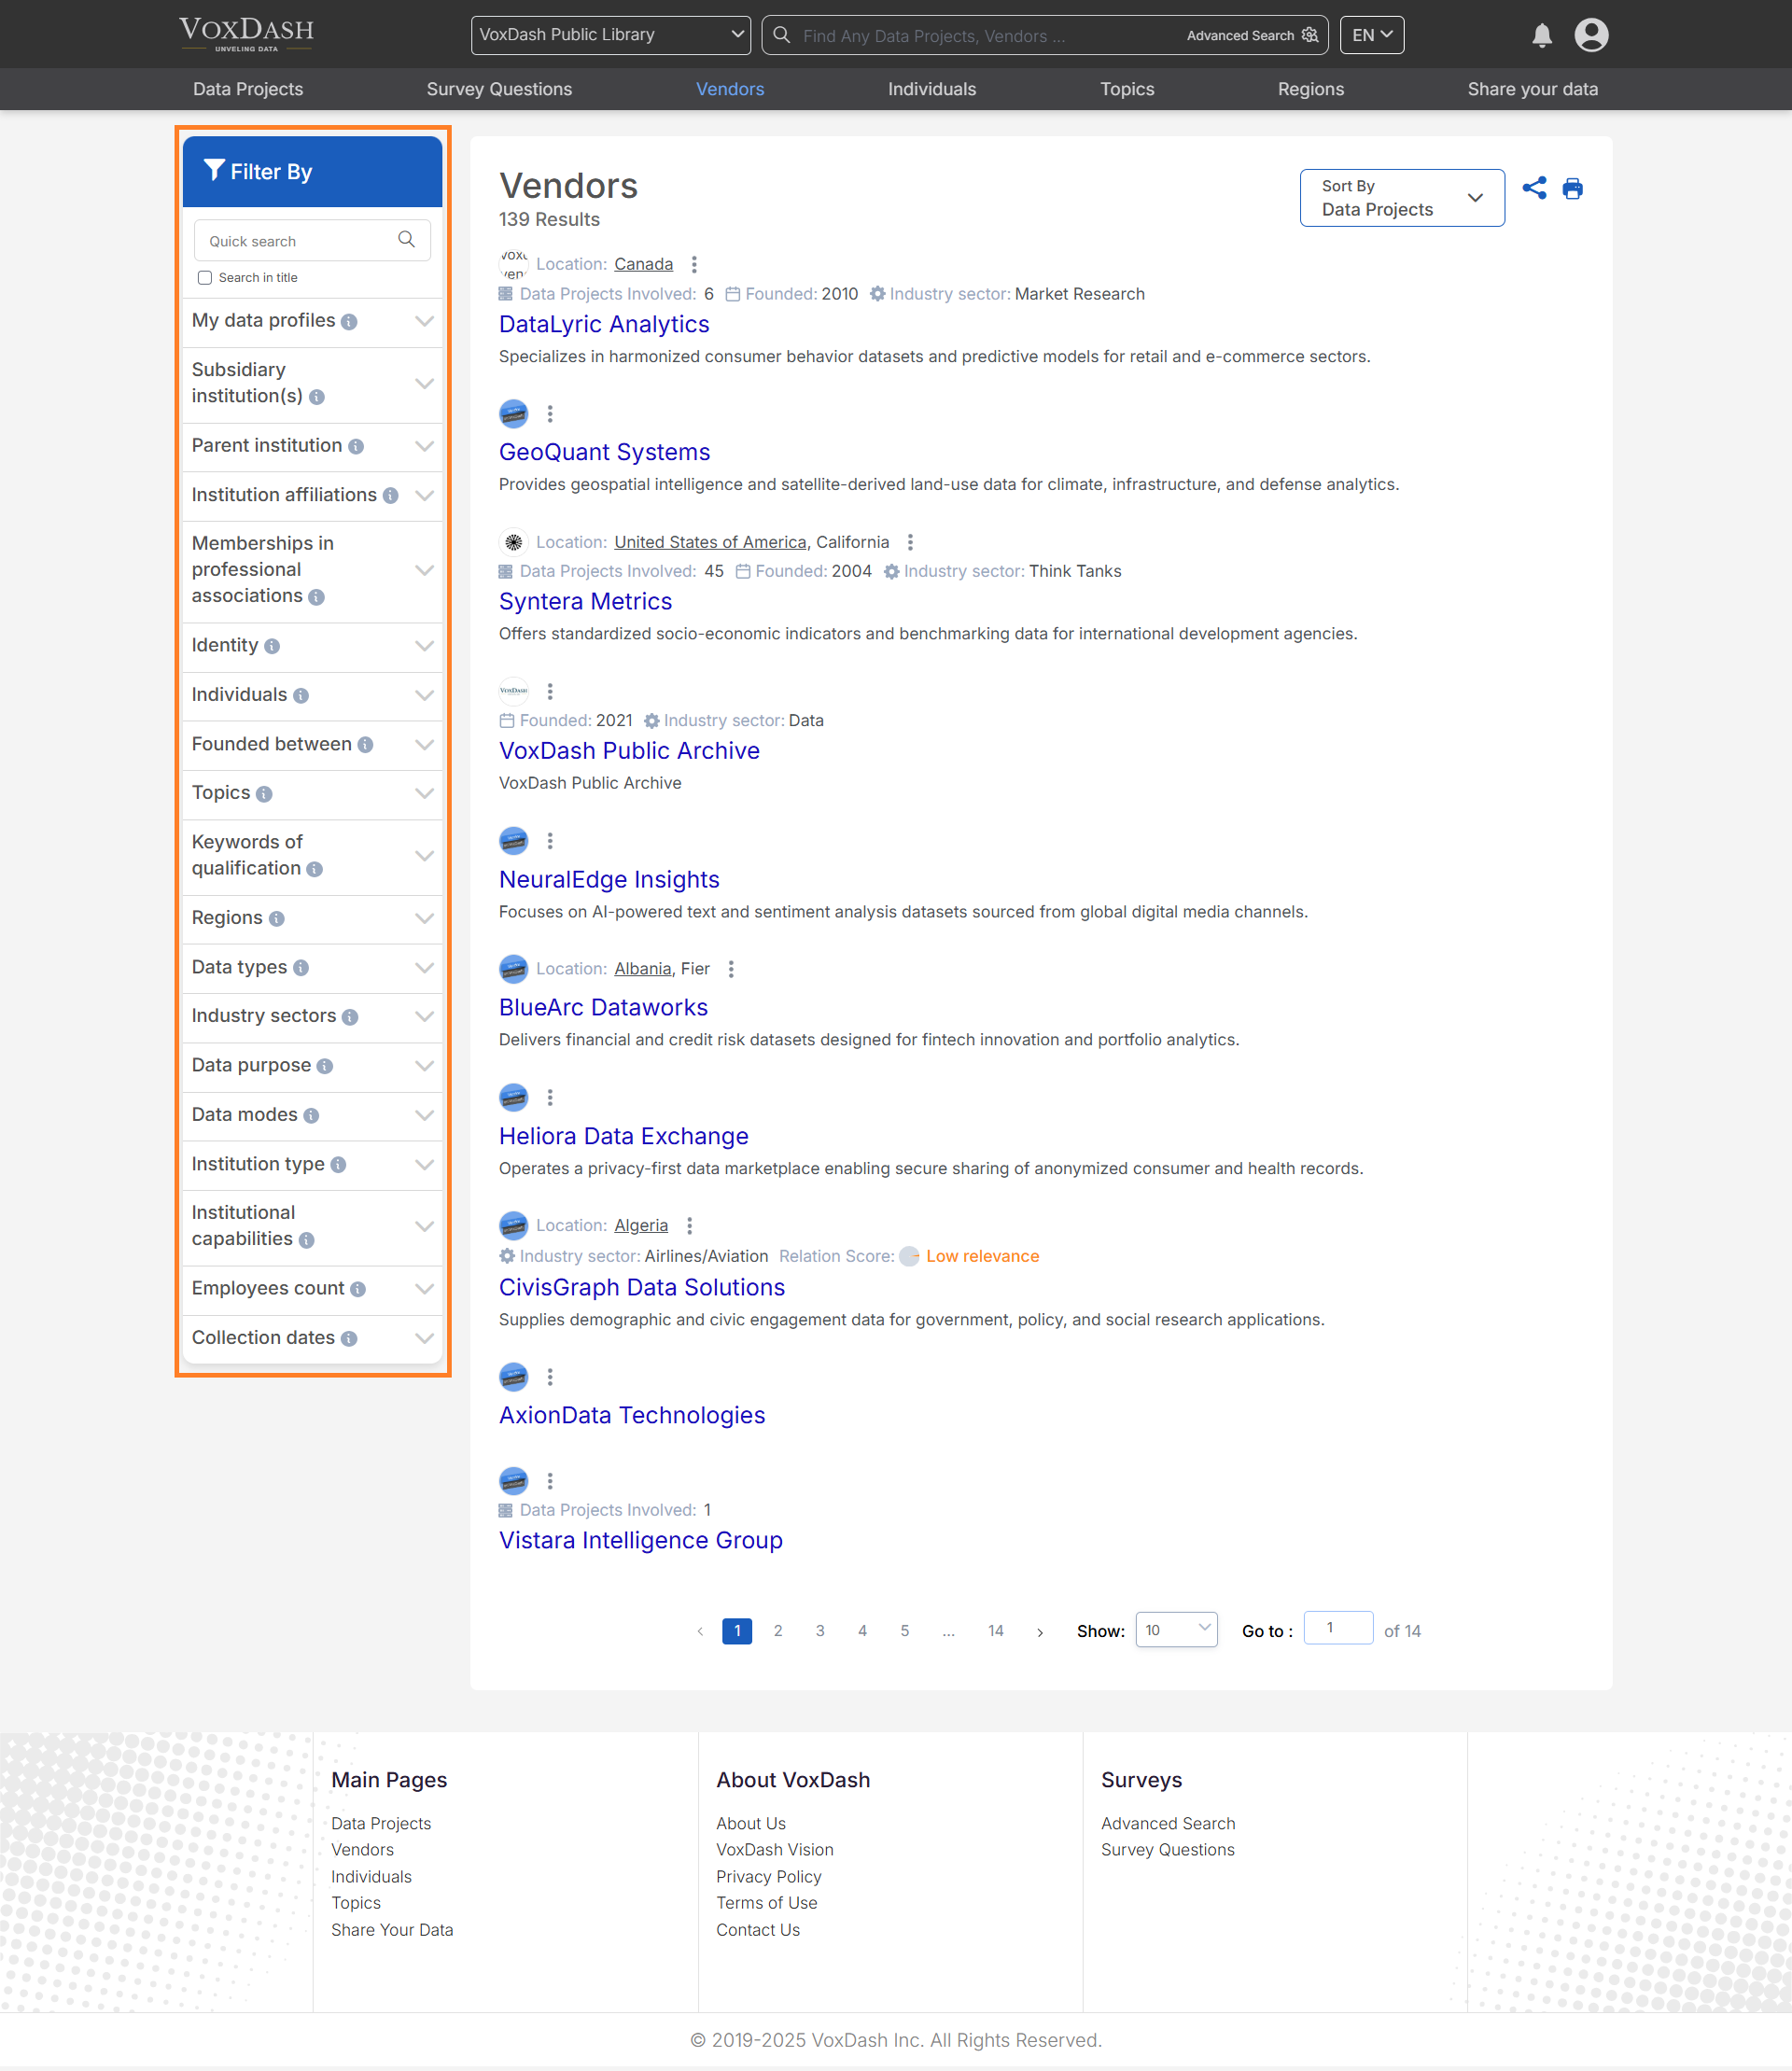 VOXDASH
UNVELING DATA
VoxDash Public Library
Find Any Data Projects, Vendors ...
Advanced Search
EN
Data Projects
Survey Questions
Vendors
Individuals
Topics
Regions
Share your data
Filter By
Quick search
Search in title
My data profiles
Subsidiary
institution(s)
Parent institution
Institution affiliations
Memberships in
professional
associations
Identity
Individuals
Founded between
Topics
Keywords of
qualification
Regions
Data types
Industry sectors
Data purpose
Data modes
Institution type
Institutional
capabilities
Employees count
Collection dates
Vendors
139 Results
Sort By
Data Projects
Location: Canada
Data Projects Involved: 6 Founded: 2010 Industry sector: Market Research
DataLyric Analytics
Specializes in harmonized consumer behavior datasets and predictive models for retail and e-commerce sectors.
GeoQuant Systems
Provides geospatial intelligence and satellite-derived land-use data for climate, infrastructure, and defense analytics.
Location: United States of America, California
Data Projects Involved: 45 Founded: 2004 Industry sector: Think Tanks
Syntera Metrics
Offers standardized socio-economic indicators and benchmarking data for international development agencies.
VOXDASH
Founded: 2021 Industry sector: Data
VoxDash Public Archive
VoxDash Public Archive
NeuralEdge Insights
Focuses on AI-powered text and sentiment analysis datasets sourced from global digital media channels.
Location: Albania, Fier
BlueArc Dataworks
Delivers financial and credit risk datasets designed for fintech innovation and portfolio analytics.
Heliora Data Exchange
Operates a privacy-first data marketplace enabling secure sharing of anonymized consumer and health records.
Location: Algeria
Industry sector: Airlines/Aviation Relation Score: Low relevance
CivisGraph Data Solutions
Supplies demographic and civic engagement data for government, policy, and social research applications.
AxionData Technologies
Data Projects Involved: 1
Vistara Intelligence Group
‹ 1 2 3 4 5 ... 14 › Show: 10 Go to : 1 of 14
Main Pages
Data Projects
Vendors
Individuals
Topics
Share Your Data
About VoxDash
About Us
VoxDash Vision
Privacy Policy
Terms of Use
Contact Us
Surveys
Advanced Search
Survey Questions
© 2019-2025 VoxDash Inc. All Rights Reserved.